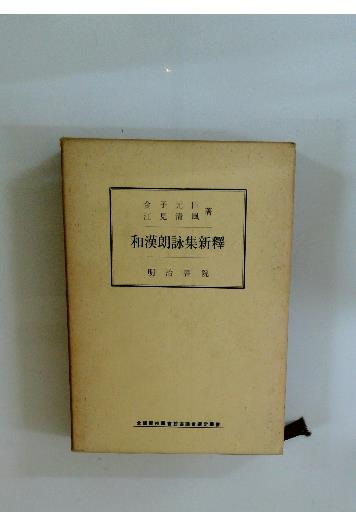 金子元臣
江見清風 著
和漢朗詠集新釋
明治書院